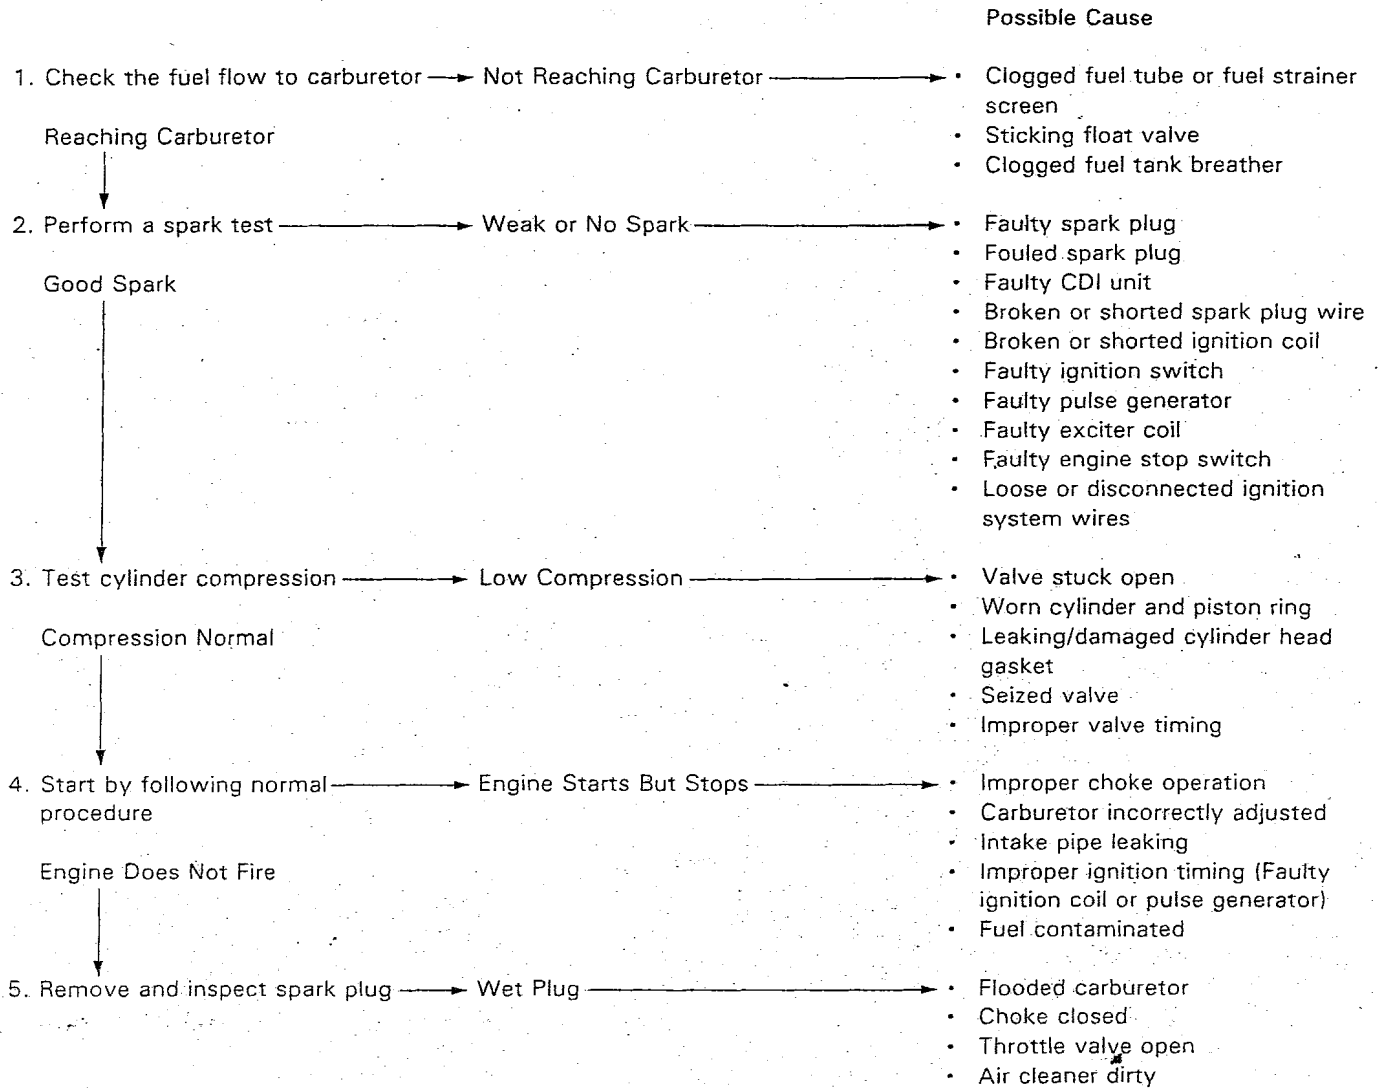 Possible Cause
1. Check the fuel flow to carburetor → Not Reaching Carburetor → • Clogged fuel tube or fuel strainer
screen
Reaching Carburetor
• Sticking float valve
• Clogged fuel tank breather
2. Perform a spark test → Weak or No Spark → • Faulty spark plug
• Fouled spark plug
Good Spark
• Faulty CDI unit
• Broken or shorted spark plug wire
• Broken or shorted ignition coil
• Faulty ignition switch
• Faulty pulse generator
• Faulty exciter coil
• Faulty engine stop switch
• Loose or disconnected ignition
system wires
3. Test cylinder compression → Low Compression → • Valve stuck open
• Worn cylinder and piston ring
Compression Normal
• Leaking/damaged cylinder head
gasket
• Seized valve
• Improper valve timing
4. Start by following normal → Engine Starts But Stops → • Improper choke operation
procedure
• Carburetor incorrectly adjusted
• Intake pipe leaking
Engine Does Not Fire
• Improper ignition timing (Faulty
ignition coil or pulse generator)
• Fuel contaminated
5. Remove and inspect spark plug → Wet Plug → • Flooded carburetor
• Choke closed
• Throttle valve open
• Air cleaner dirty